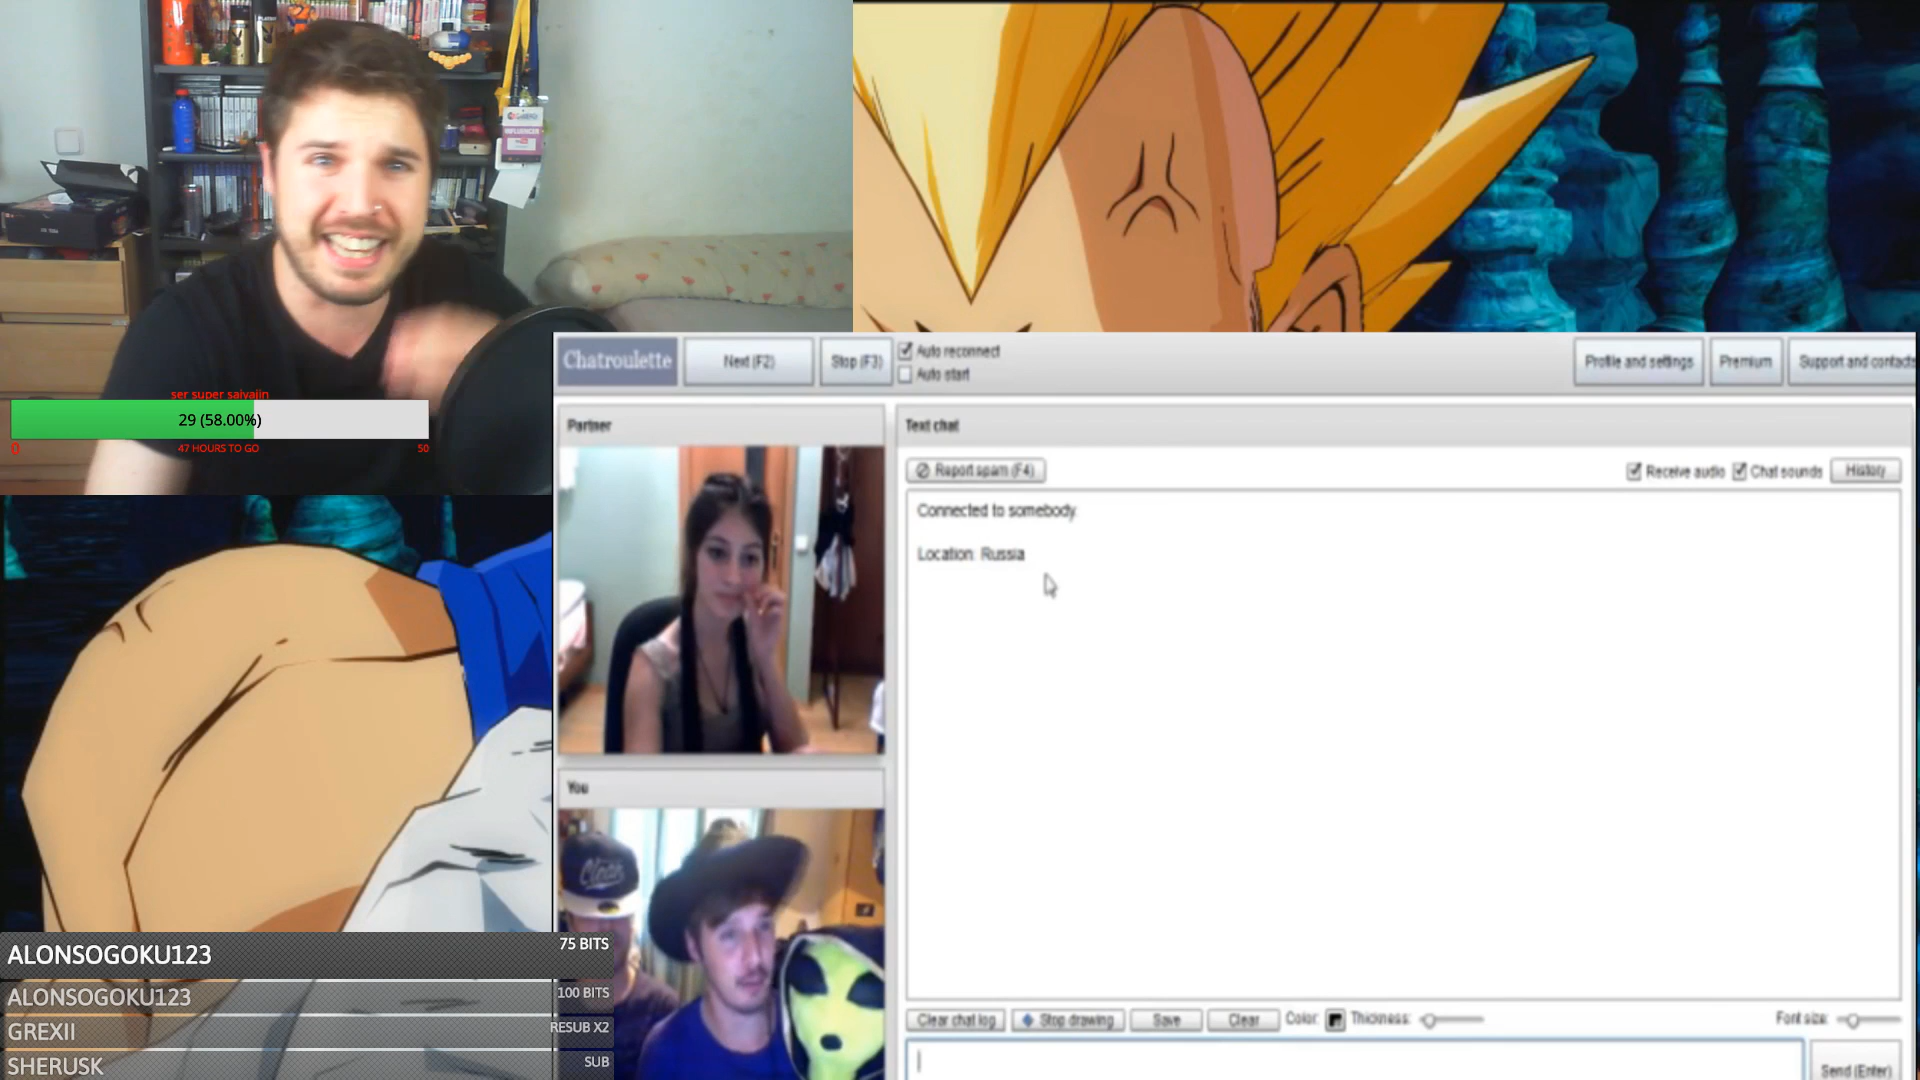 INFLUENCER
ser super saiyajin
29 (58.00%)
0
47 HOURS TO GO
50
Chatroulette
Next (F2)
Stop (F3)
Auto reconnect
Auto start
Profile and settings
Premium
Support and contacts
Partner
Text chat
Report spam (F4)
Receive audio
Chat sounds
History
Connected to somebody
Location: Russia
You
Clean
ALONSOGOKU123
75 BITS
ALONSOGOKU123
100 BITS
GREXII
RESUB X2
SHERUSK
SUB
Clear chat log
Stop drawing
Save
Clear
Color:
Thickness:
Font size:
Send (Enter)